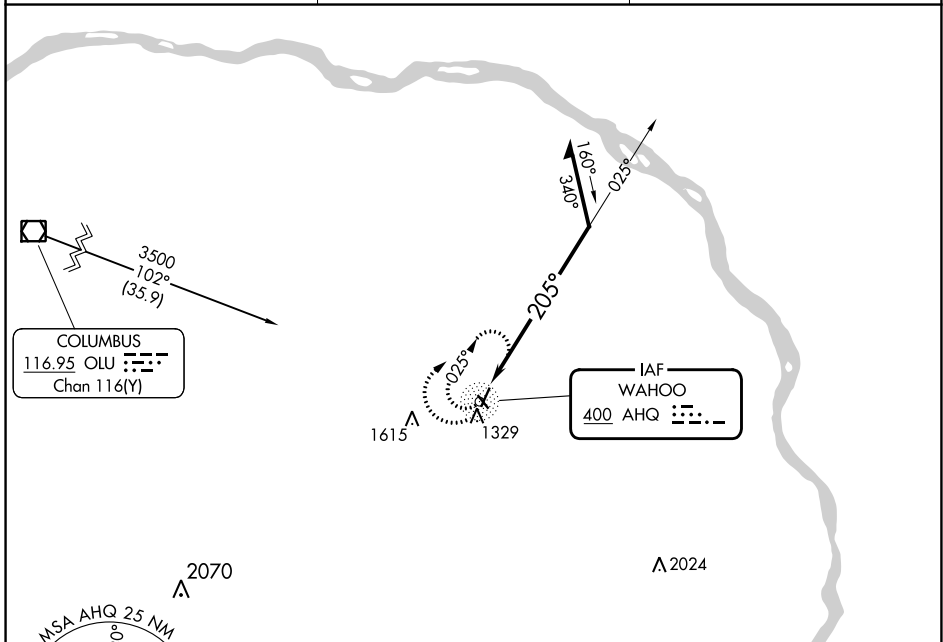 160°
340°
025°
3500
102°
(35.9)
205°
COLUMBUS
116.95 OLU
Chan 116(Y)
025°
IAF
WAHOO
400 AHQ
1615
1329
2070
2024
MSA AHQ 25 NM